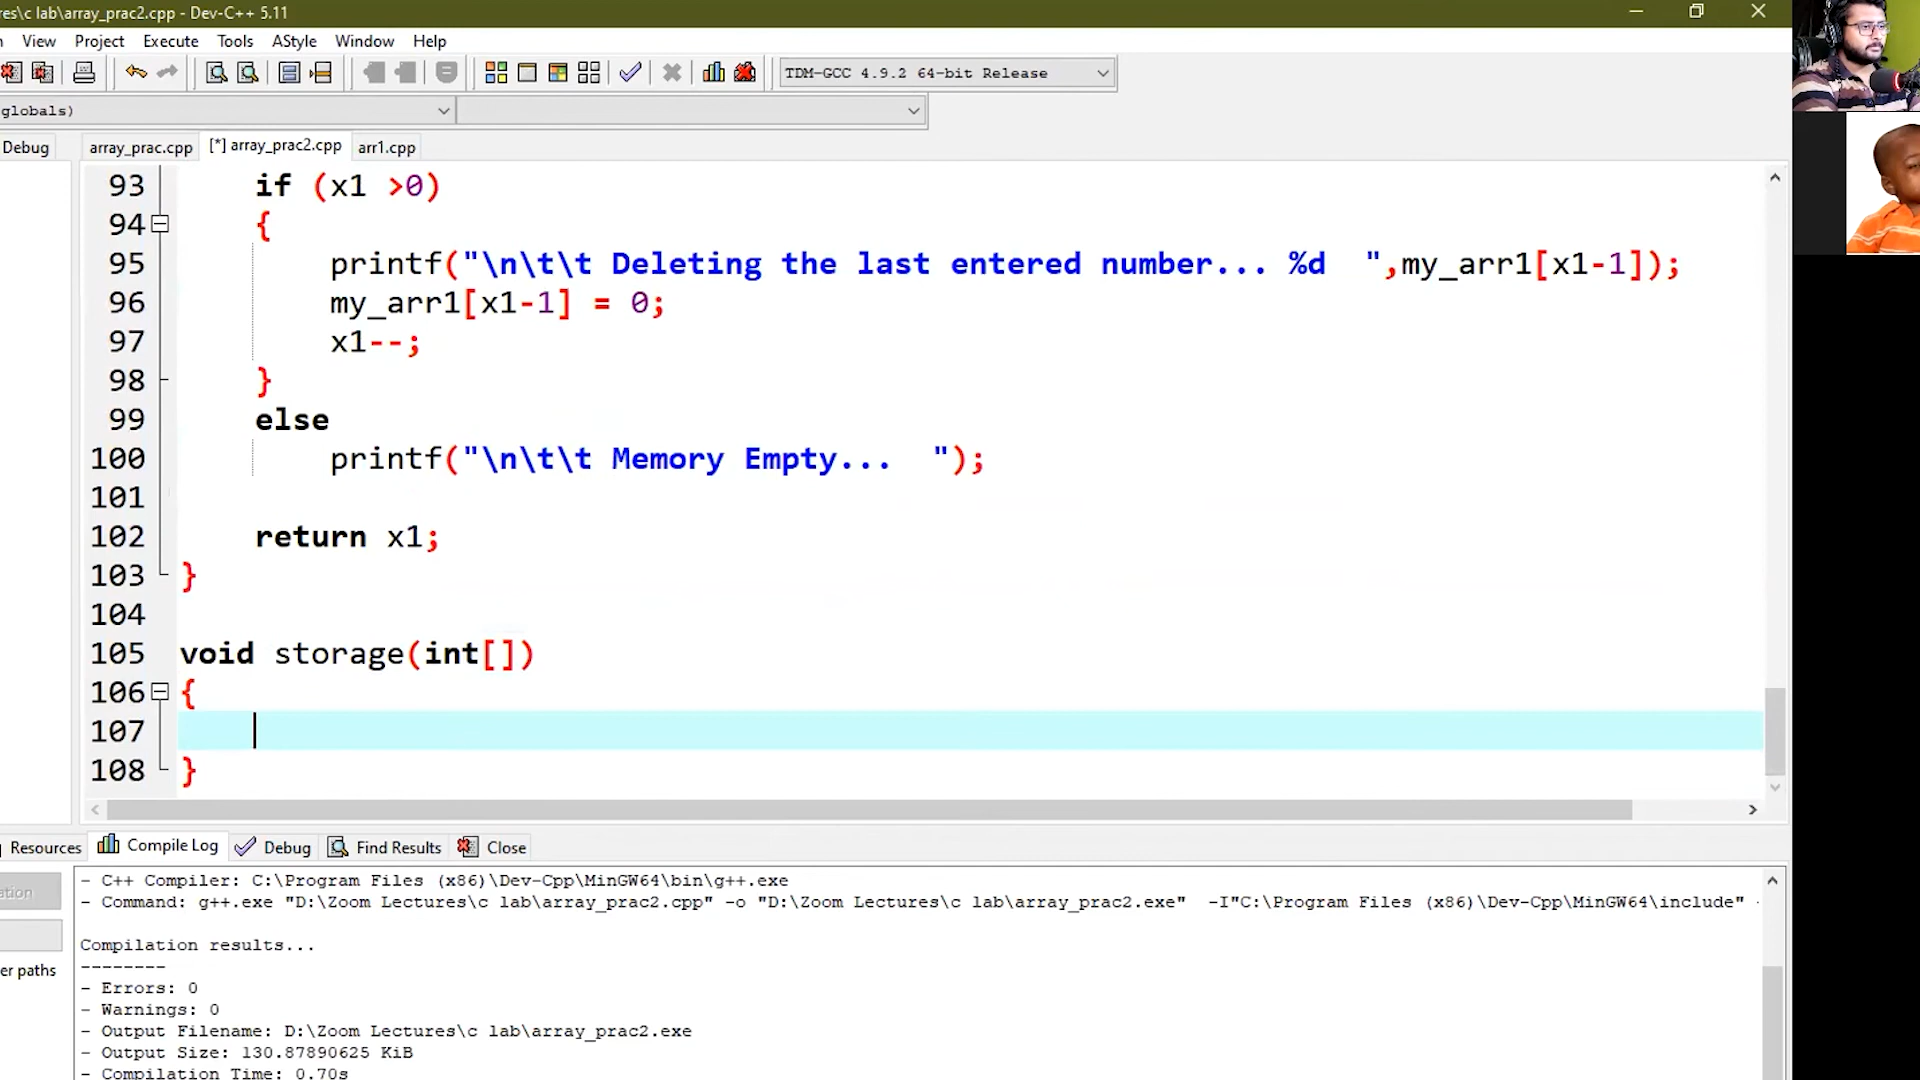 res\c lab\array_prac2.cpp - Dev-C++ 5.11
View Project Execute Tools AStyle Window Help
TDM-GCC 4.9.2 64-bit Release
globals)
Debug array_prac.cpp [*] array_prac2.cpp arr1.cpp
93 if (x1 >0)
94 {
95 printf("\n\t\t Deleting the last entered number... %d  ",my_arr1[x1-1]);
96 my_arr1[x1-1] = 0;
97 x1--;
98 }
99 else
100 printf("\n\t\t Memory Empty...  ");
101
102 return x1;
103 }
104
105 void storage(int[])
106 {
107
108 }
Resources Compile Log Debug Find Results Close
ation
er paths
- C++ Compiler: C:\Program Files (x86)\Dev-Cpp\MinGW64\bin\g++.exe
- Command: g++.exe "D:\Zoom Lectures\c lab\array_prac2.cpp" -o "D:\Zoom Lectures\c lab\array_prac2.exe"  -I"C:\Program Files (x86)\Dev-Cpp\MinGW64\include"
Compilation results...
--------
- Errors: 0
- Warnings: 0
- Output Filename: D:\Zoom Lectures\c lab\array_prac2.exe
- Output Size: 130.87890625 KiB
- Compilation Time: 0.70s